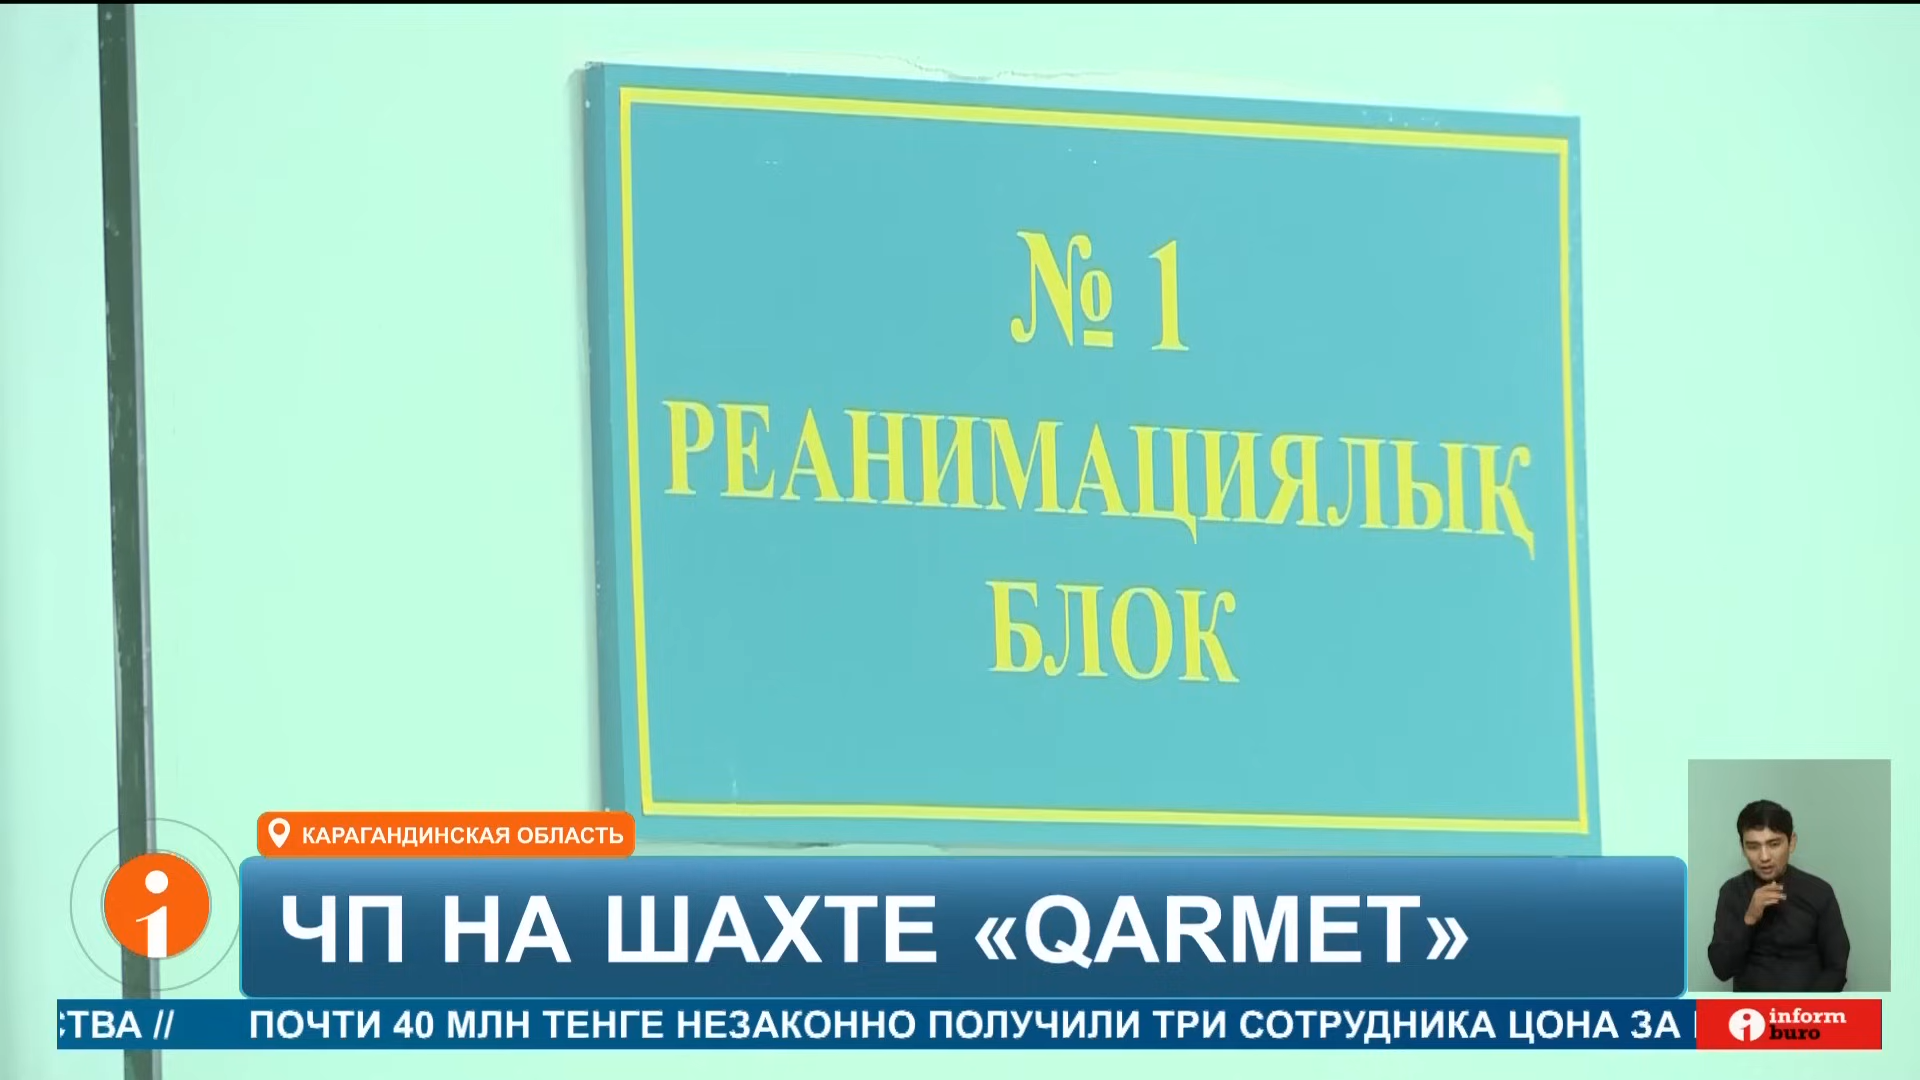 № 1
РЕАНИМАЦИЯЛЫҚ
БЛОК
КАРАГАНДИНСКАЯ ОБЛАСТЬ
ЧП НА ШАХТЕ «QARMET»
СТВА // ПОЧТИ 40 МЛН ТЕНГЕ НЕЗАКОННО ПОЛУЧИЛИ ТРИ СОТРУДНИКА ЦОНА ЗА
inform
buro